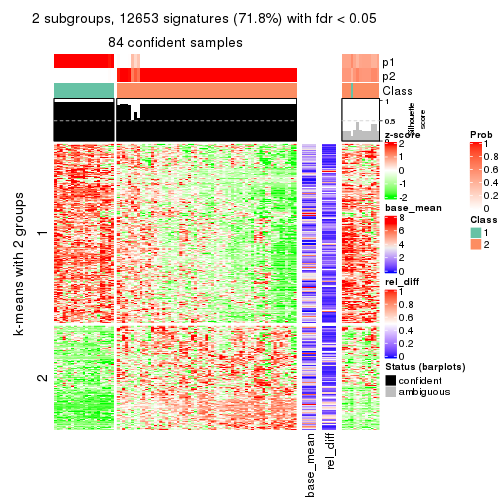 2 subgroups, 12653 signatures (71.8%) with fdr < 0.05
84 confident samples
p1
p2
Class
1
0.5
0
Silhouette
score
k-means with 2 groups
1
2
base_mean
rel_diff
z-score
2
1
0
-1
-2
base_mean
8
6
4
2
0
rel_diff
1
0.8
0.6
0.4
0.2
0
Status (barplots)
confident
ambiguous
Prob
1
0.8
0.6
0.4
0.2
0
Class
1
2